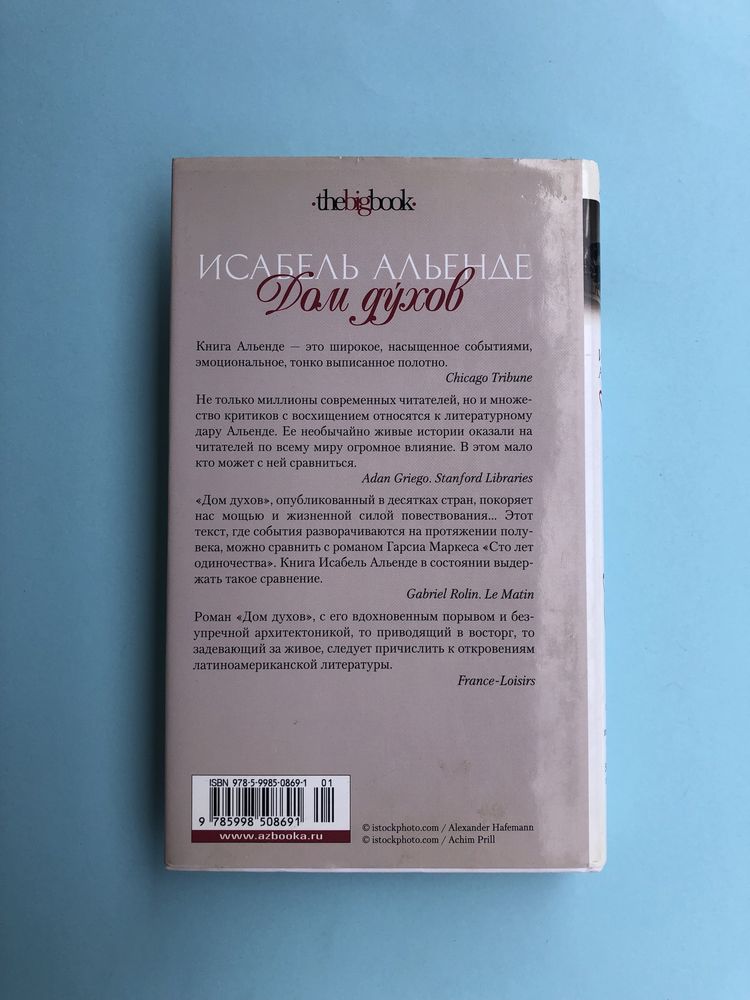 ·thebigbook·
ИСАБЕЛЬ АЛЬЕНДЕ
Дом ду́хов
Книга Альенде — это широкое, насыщенное событиями,
эмоциональное, тонко выписанное полотно.
Chicago Tribune
Не только миллионы современных читателей, но и множе-
ство критиков с восхищением относятся к литературному
дару Альенде. Ее необычайно живые истории оказали на
читателей по всему миру огромное влияние. В этом мало
кто может с ней сравниться.
Adan Griego. Stanford Libraries
«Дом духов», опубликованный в десятках стран, покоряет
нас мощью и жизненной силой повествования... Этот
текст, где события разворачиваются на протяжении полу-
века, можно сравнить с романом Гарсиа Маркеса «Сто лет
одиночества». Книга Исабель Альенде в состоянии выдер-
жать такое сравнение.
Gabriel Rolin. Le Matin
Роман «Дом духов», с его вдохновенным порывом и без-
упречной архитектоникой, то приводящий в восторг, то
задевающий за живое, следует причислить к откровениям
латиноамериканской литературы.
France-Loisirs
ISBN 978-5-9985-0869-1 01
9 785998 508691
www.azbooka.ru
© istockphoto.com / Alexander Hafemann
© istockphoto.com / Achim Prill